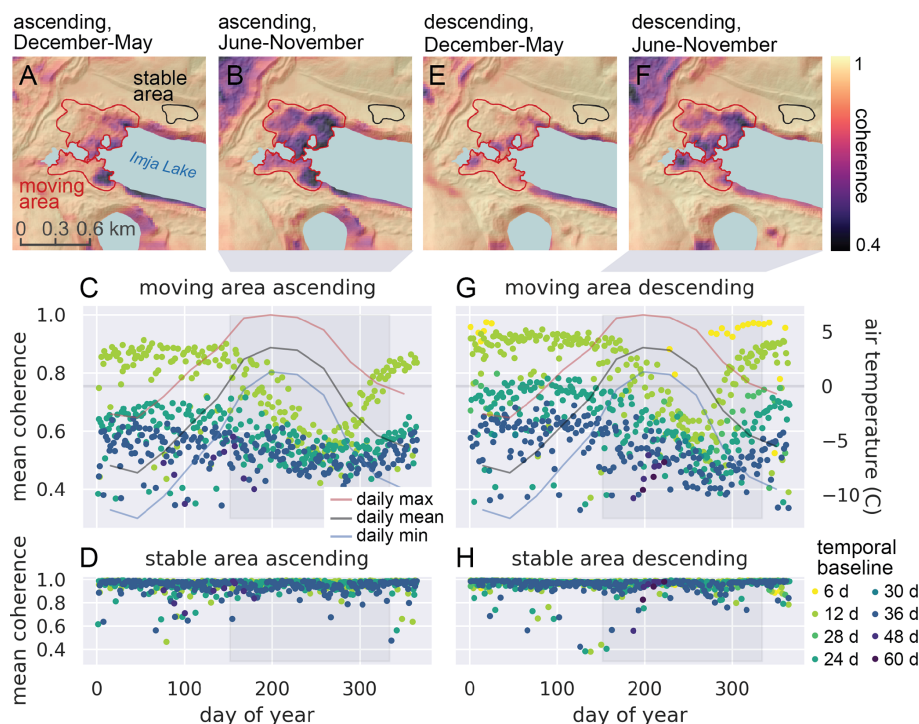 ascending,
December-May
ascending,
June-November
descending,
December-May
descending,
June-November
A
stable
area
Imja Lake
moving
area
0 0.3 0.6 km
B
E
F
1
coherence
0.4
C
moving area ascending
mean coherence
1.0
0.8
0.6
0.4
daily max
daily mean
daily min
G
moving area descending
5
0
−5
−10
air temperature (C)
D
stable area ascending
mean coherence
1.0
0.8
0.6
0.4
0 100 200 300
day of year
H
stable area descending
0 100 200 300
day of year
temporal
baseline
6 d
12 d
28 d
24 d
30 d
36 d
48 d
60 d